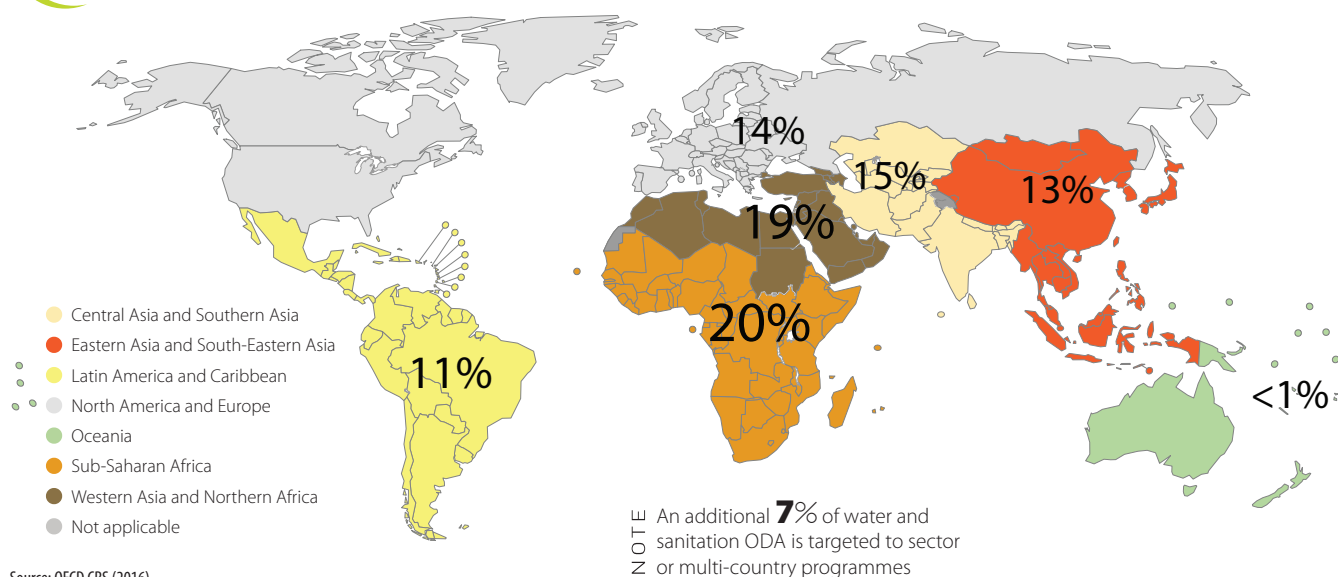 14%
15%
13%
19%
20%
11%
<1%
Central Asia and Southern Asia
Eastern Asia and South-Eastern Asia
Latin America and Caribbean
North America and Europe
Oceania
Sub-Saharan Africa
Western Asia and Northern Africa
Not applicable
NOTE
An additional 7% of water and
sanitation ODA is targeted to sector
or multi-country programmes
Source: OECD CRS (2016)